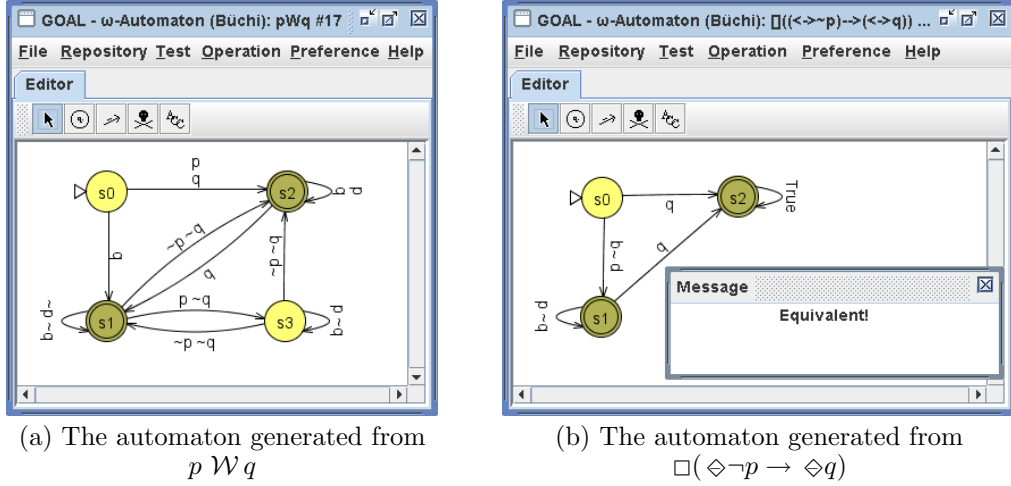 GOAL - ω-Automaton (Büchi): pWq #17
File Repository Test Operation Preference Help
Editor
p
q
s0
s2
p
q
q
~p ~q
q
~p~q
s1
p ~q
~p ~q
~p~q
s3
p~q
(a) The automaton generated from
p W q
GOAL - ω-Automaton (Büchi): []((<->~p)-->(<->q)) ...
File Repository Test Operation Preference Help
Editor
s0
q
s2
True
p~q
q
p~q
s1
Message
Equivalent!
(b) The automaton generated from
□(⟐¬p → ⟐q)